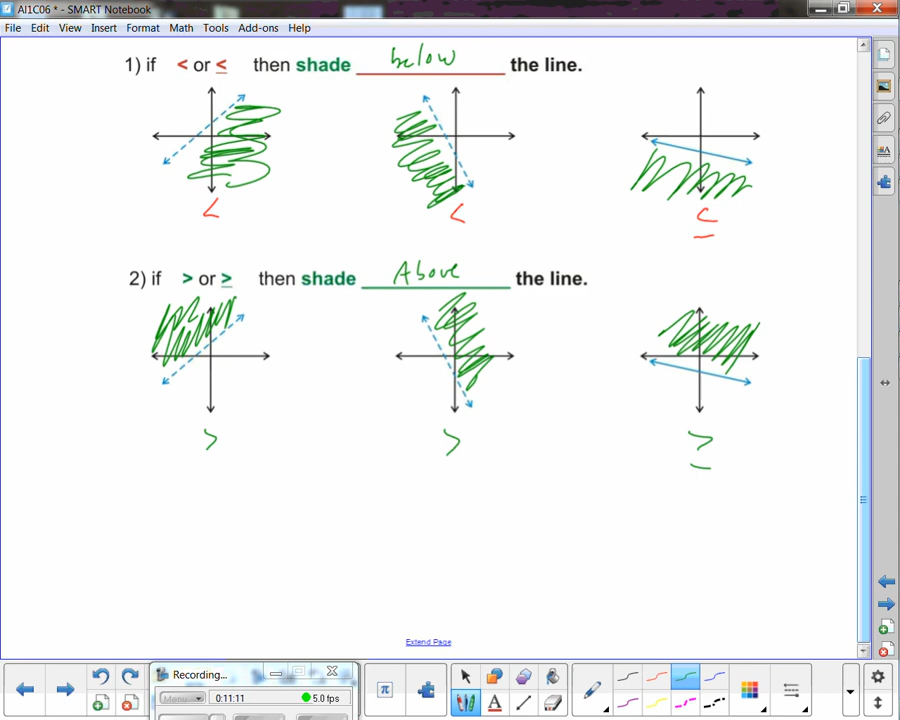 AI1C06 * - SMART Notebook
File Edit View Insert Format Math Tools Add-ons Help
1) if < or ≤ then shade below the line.
< < ≤
2) if > or ≥ then shade Above the line.
> > ≥
Extend Page
Recording...
Menu 0:11:11 5.0 fps
π A